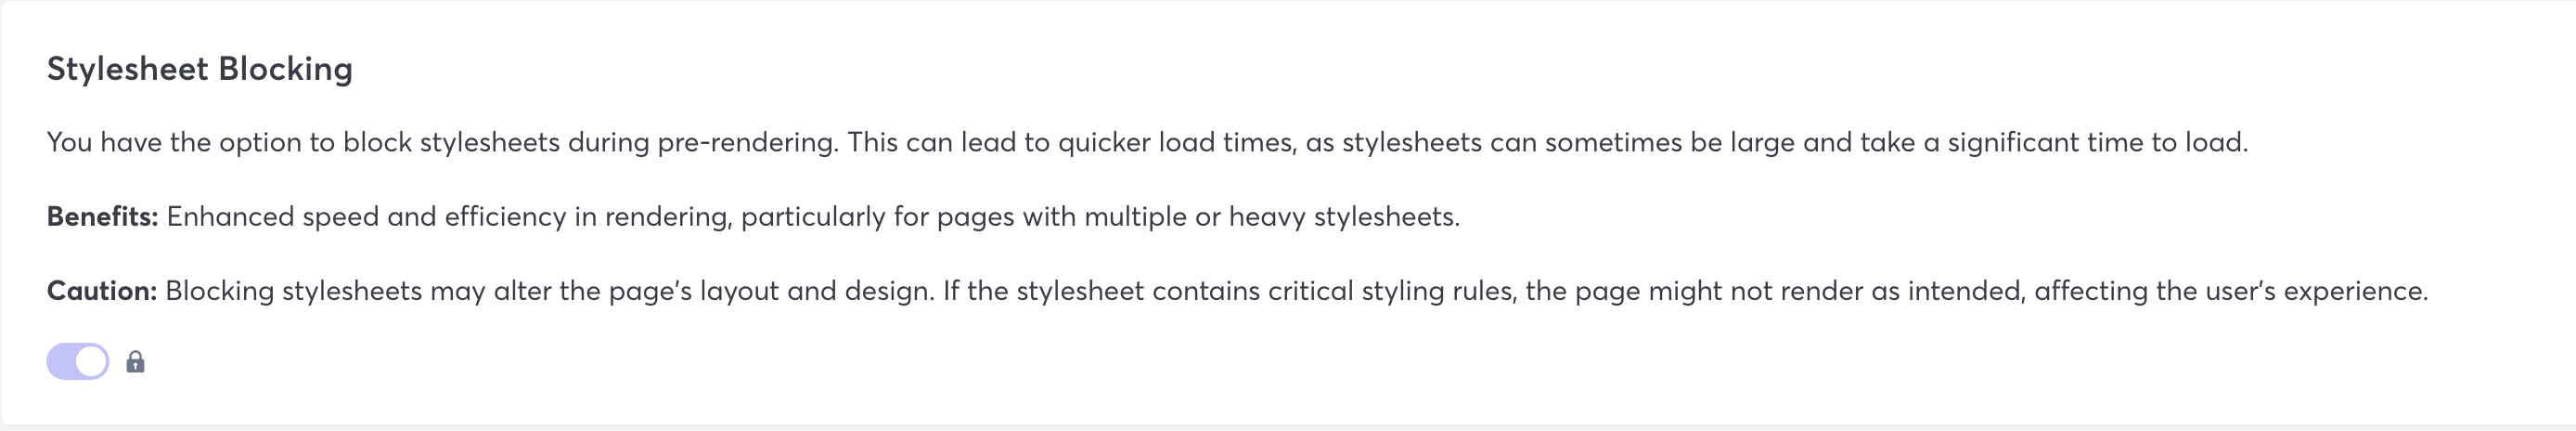 Stylesheet Blocking
You have the option to block stylesheets during pre-rendering. This can lead to quicker load times, as stylesheets can sometimes be large and take a significant time to load.
Benefits: Enhanced speed and efficiency in rendering, particularly for pages with multiple or heavy stylesheets.
Caution: Blocking stylesheets may alter the page's layout and design. If the stylesheet contains critical styling rules, the page might not render as intended, affecting the user's experience.